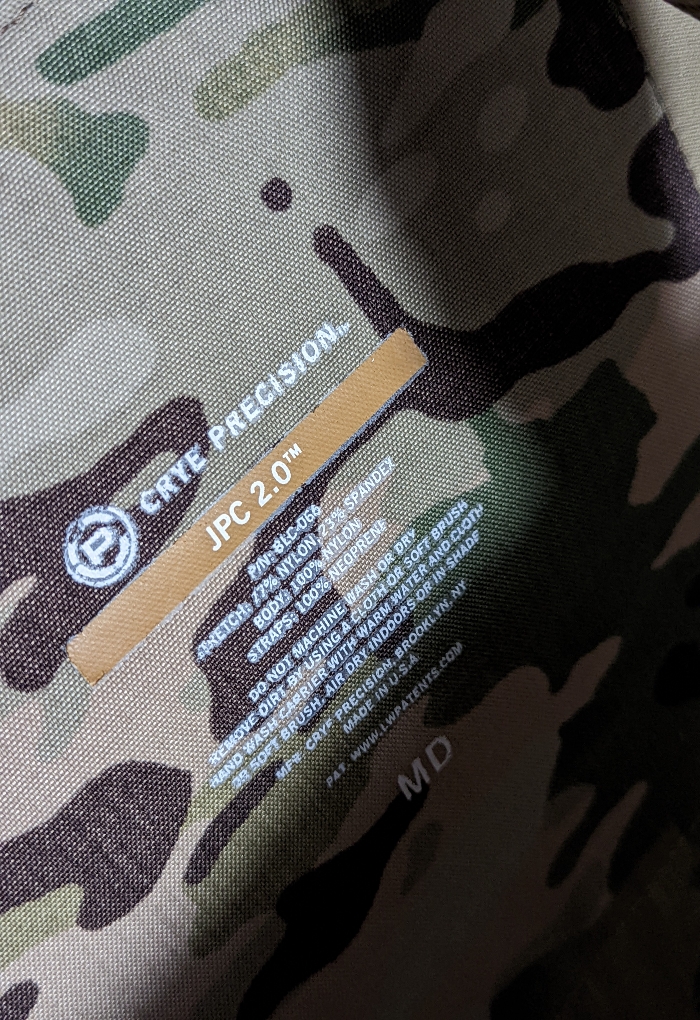 CRYE PRECISION™
JPC 2.0™
P/N: BLC-066
STRETCH: 77% NYLON 23% SPANDEX
BODY: 100% NYLON
STRAPS: 100% NEOPRENE
DO NOT MACHINE WASH OR DRY
REMOVE DIRT BY USING A CLOTH OR SOFT BRUSH
HAND WASH CARRIER WITH WARM WATER AND CLOTH
OR SOFT BRUSH. AIR DRY INDOORS OR IN SHADE
MFR: CRYE PRECISION, BROOKLYN, NY
MADE IN U.S.A
PAT. WWW.LWPATENTS.COM
MD